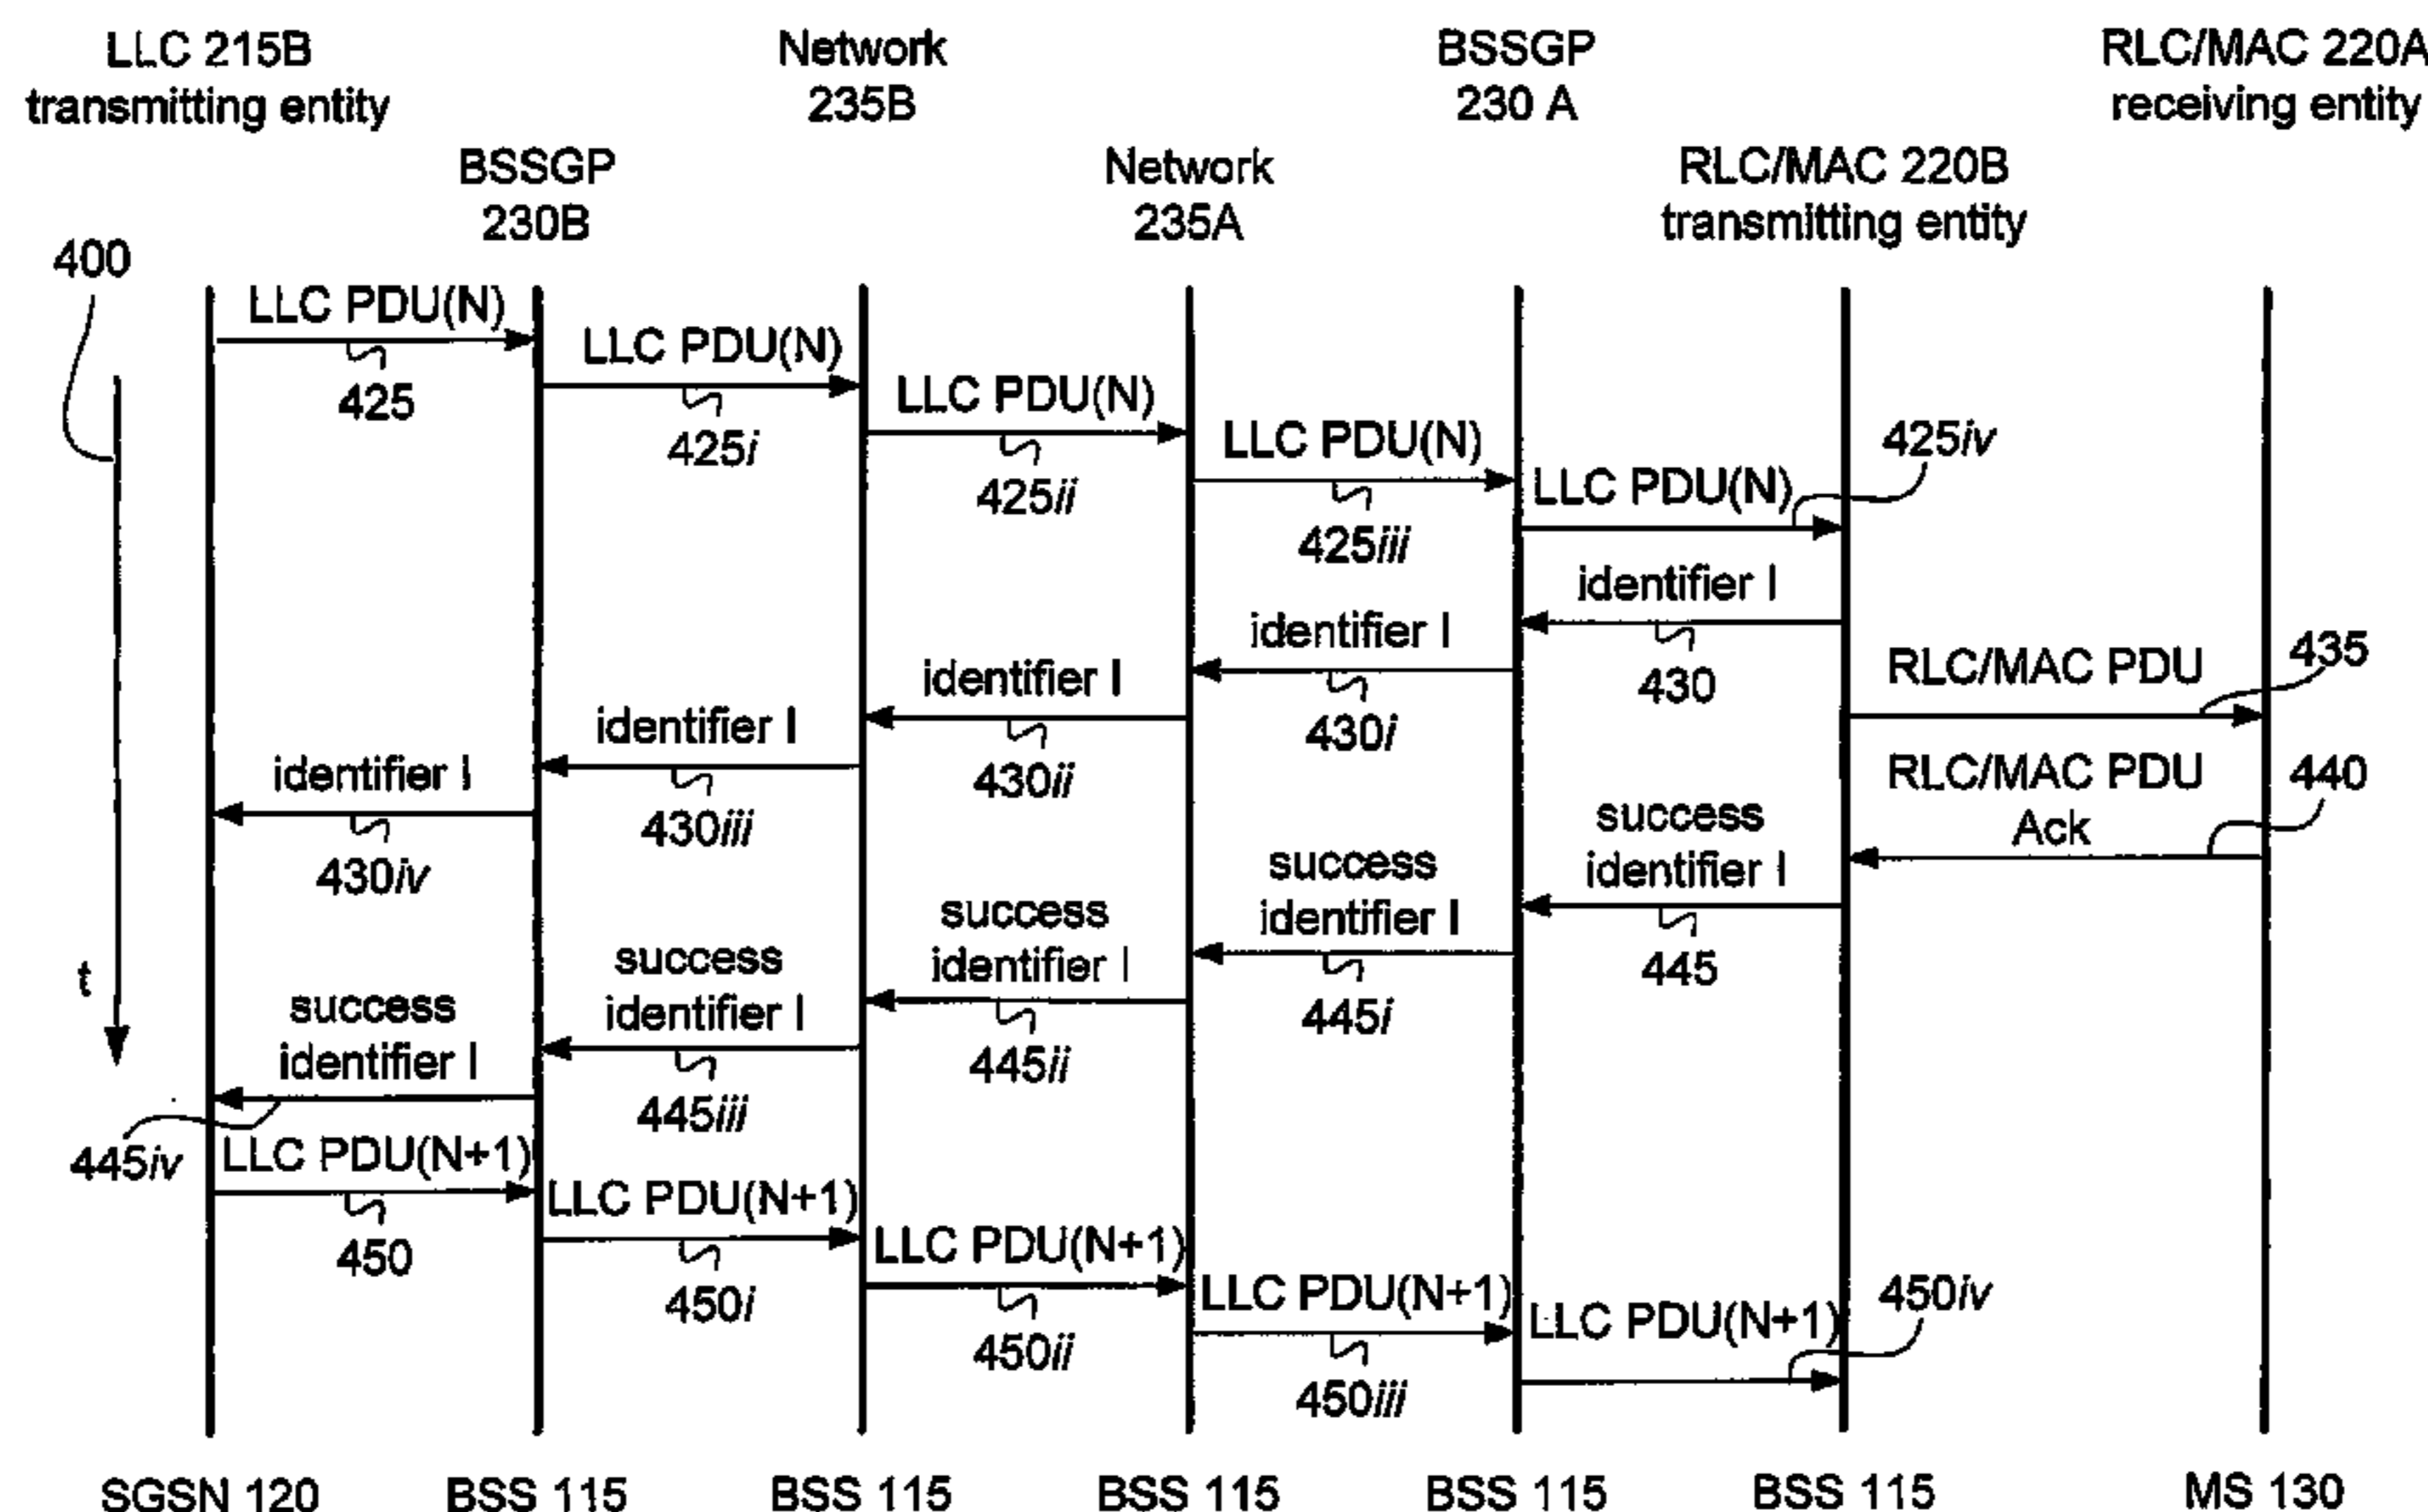 LLC 215B
transmitting entity
Network
235B
BSSGP
230 A
RLC/MAC 220A
receiving entity
BSSGP
230B
Network
235A
RLC/MAC 220B
transmitting entity
400
LLC PDU(N)
425
LLC PDU(N)
425i
LLC PDU(N)
425ii
LLC PDU(N)
425iii
LLC PDU(N)
425iv
identifier I
430
identifier I
430i
identifier I
430ii
identifier I
430iii
identifier I
430iv
RLC/MAC PDU
435
RLC/MAC PDU
Ack
440
success
identifier I
445
success
identifier I
445i
success
identifier I
445ii
success
identifier I
445iii
success
identifier I
445iv
t
LLC PDU(N+1)
450
LLC PDU(N+1)
450i
LLC PDU(N+1)
450ii
LLC PDU(N+1)
450iii
LLC PDU(N+1)
450iv
SGSN 120
BSS 115
BSS 115
BSS 115
BSS 115
BSS 115
MS 130